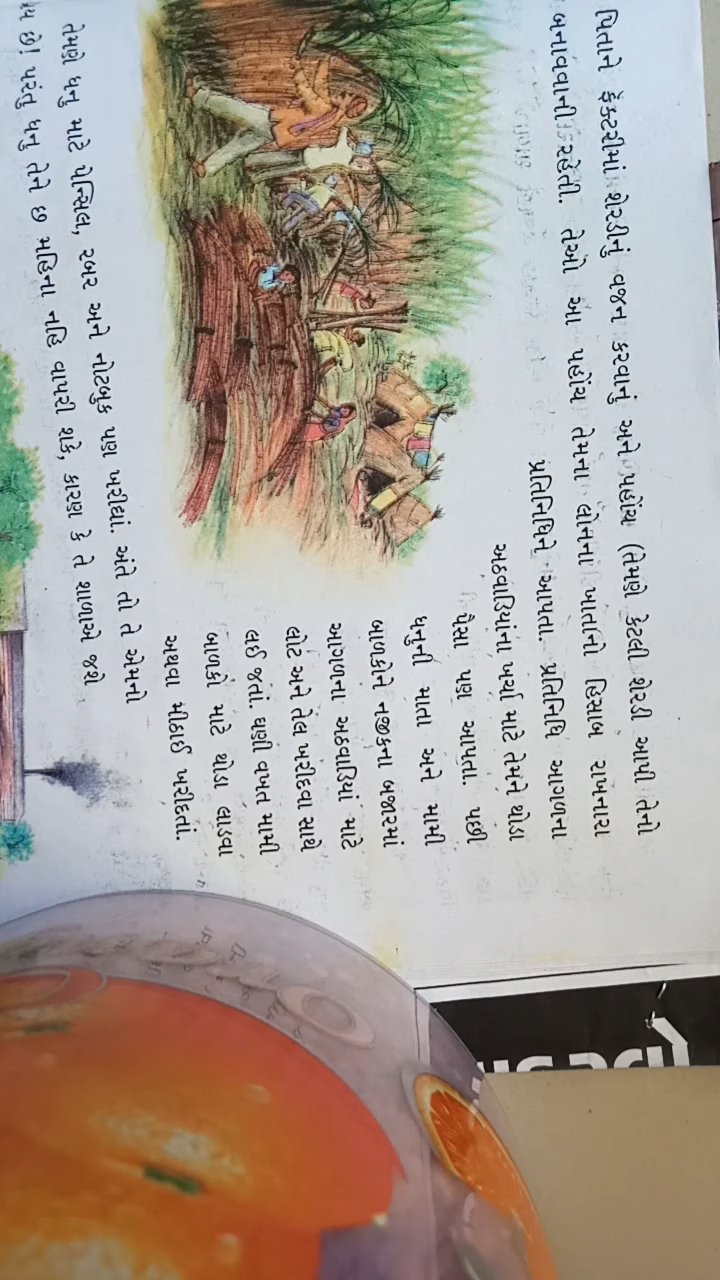 પિતાને ફેક્ટરીમાં શેરડીનું વજન કરવાનું અને પહોંચ (તેમણે કેટલી શેરડી આપી તેની
બનાવવાની રહેતી. તેઓ આ પહોંચ તેમના લોનના ખાતાંનો હિસાબ રાખનારા
પ્રતિનિધિને આપતા. પ્રતિનિધિ આગળના
અઠવાડિયાંના ખર્ચા માટે તેમને થોડા
પૈસા પણ આપતા. પછી
ધનુની માતા અને મામી
બાળકોને નજીકના બજારમાં
આગળના અઠવાડિયાં માટે
લોટ અને તેલ ખરીદવા સાથે
લઈ જતાં. ઘણી વખત મામી
બાળકો માટે થોડા લાડવા
અથવા મીઠાઈ ખરીદતાં.
તેમણે ધનુ માટે પેન્સિલ, રબર અને નોટબુક પણ ખરીદ્યાં. અંતે તો તે એમનો
છે! પરંતુ ધનુ તેને છ મહિના નહિ વાપરી શકે, કારણ કે તે શાળાએ જશે